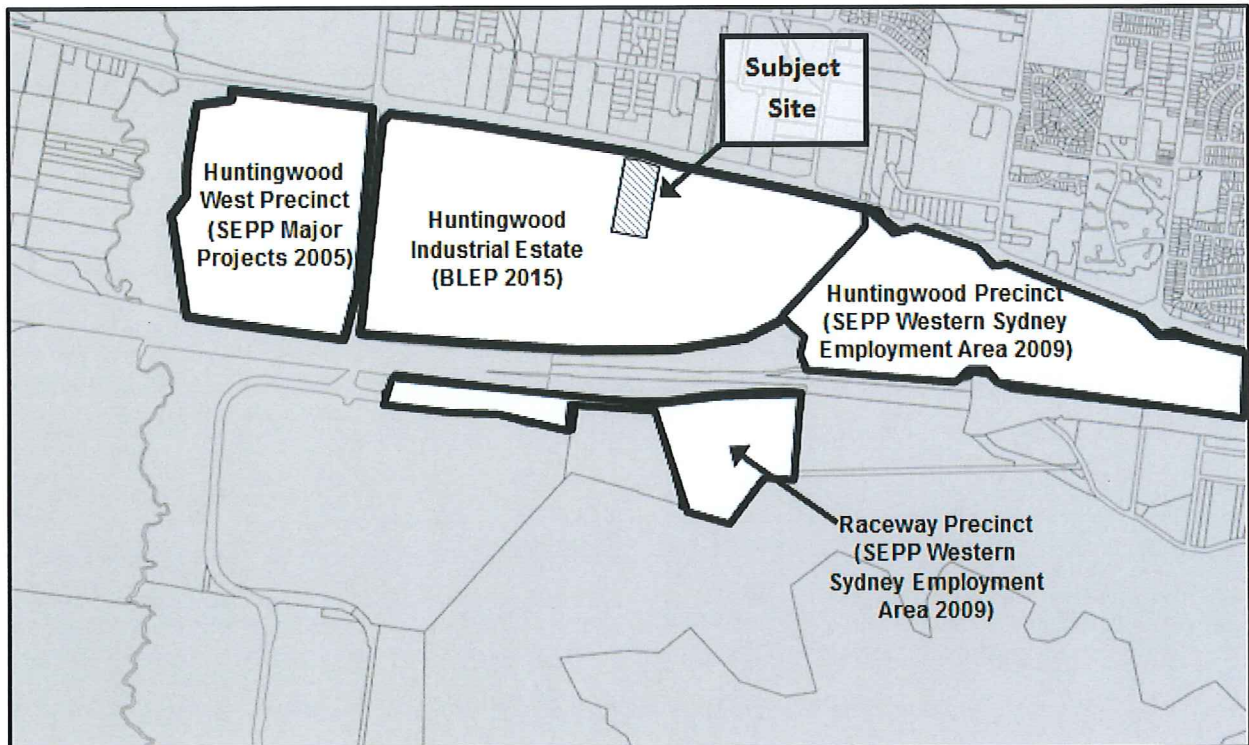 Subject
Site
Huntingwood
West Precinct
(SEPP Major
Projects 2005)
Huntingwood
Industrial Estate
(BLEP 2015)
Huntingwood Precinct
(SEPP Western Sydney
Employment Area 2009)
Raceway Precinct
(SEPP Western
Sydney Employment
Area 2009)